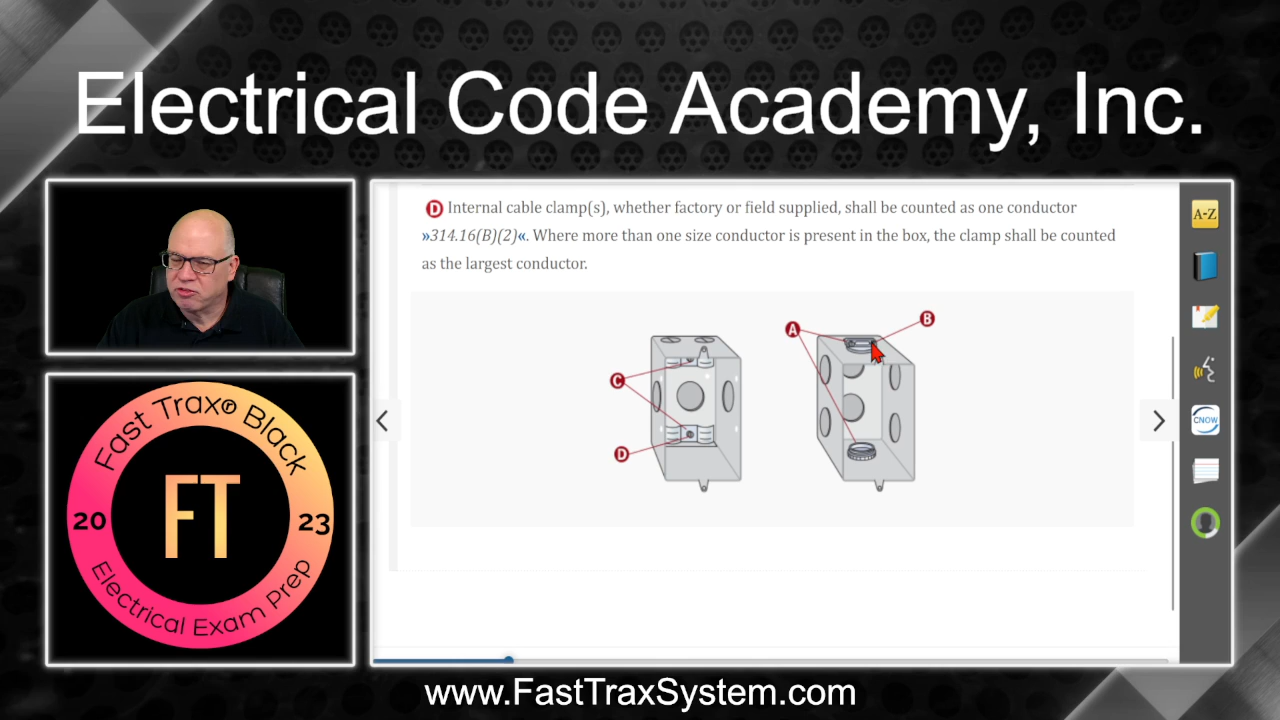 Electrical Code Academy, Inc.
D Internal cable clamp(s), whether factory or field supplied, shall be counted as one conductor
»314.16(B)(2)«. Where more than one size conductor is present in the box, the clamp shall be counted
as the largest conductor.
A
B
C
D
A-Z
CNOW
Fast Trax® Black
20 FT 23
Electrical Exam Prep
www.FastTraxSystem.com